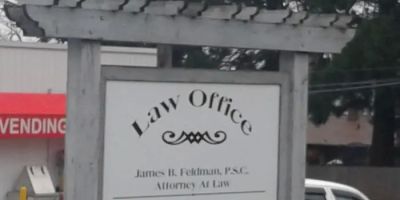 Law Office
VENDING
James B. Feldman, P.S.C.,
Attorney At Law